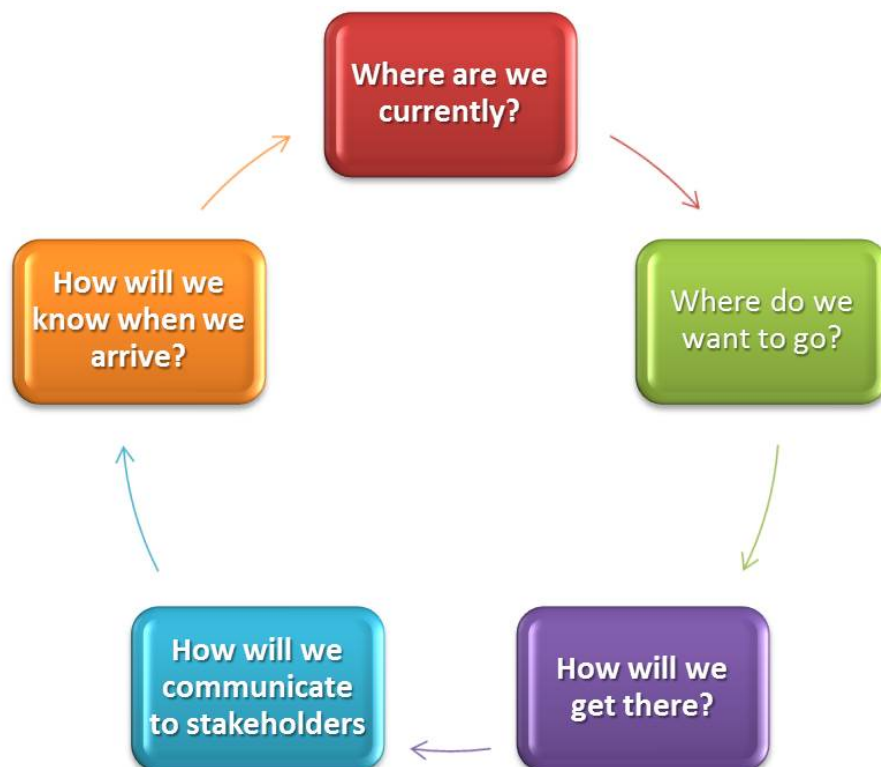 Where are we
currently?
Where do we
want to go?
How will we
get there?
How will we
communicate
to stakeholders
How will we
know when we
arrive?